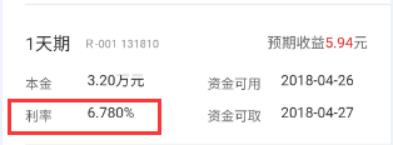 1天期 R-001 131810 预期收益5.94元
本金 3.20万元 资金可用 2018-04-26
利率 6.780% 资金可取 2018-04-27